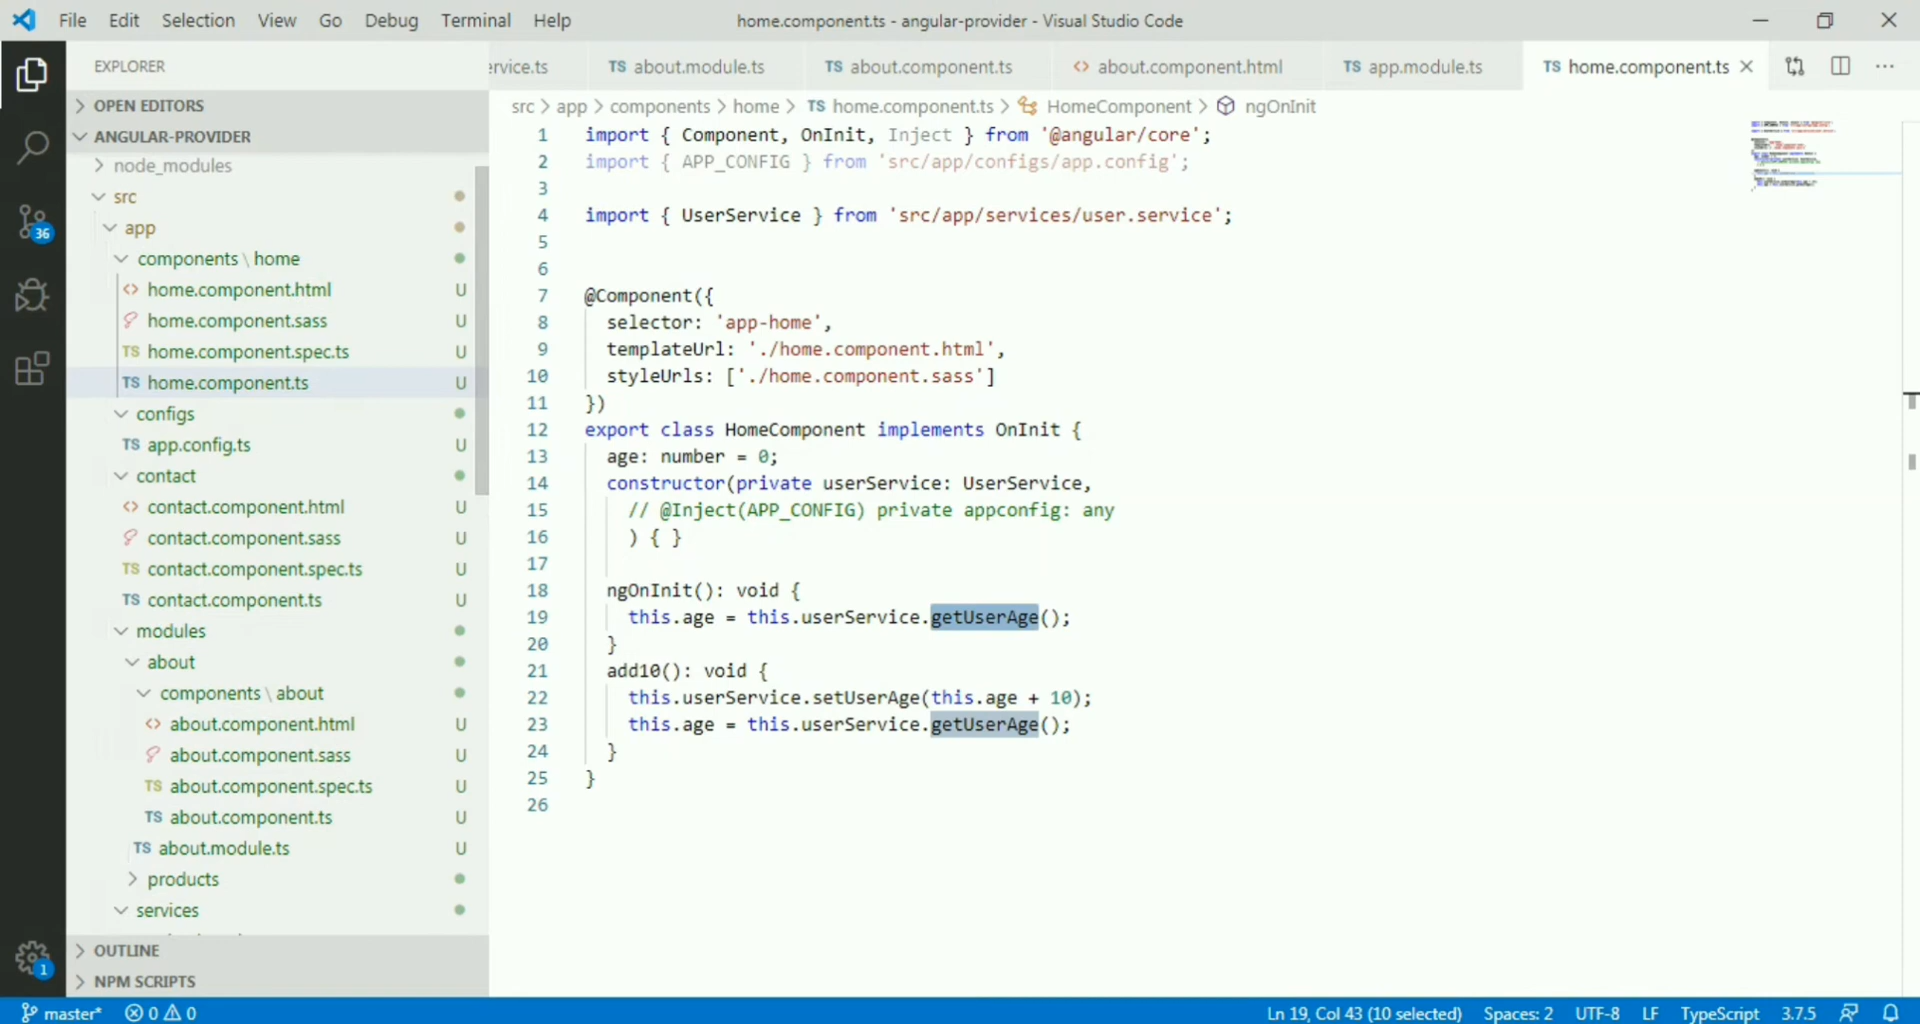 File Edit Selection View Go Debug Terminal Help
home.component.ts - angular-provider - Visual Studio Code
EXPLORER
OPEN EDITORS
ANGULAR-PROVIDER
node_modules
src
app
components \ home
home.component.html U
home.component.sass U
TS home.component.spec.ts U
TS home.component.ts U
configs
TS app.config.ts U
contact
contact.component.html U
contact.component.sass U
TS contact.component.spec.ts U
TS contact.component.ts U
modules
about
components \ about
about.component.html U
about.component.sass U
TS about.component.spec.ts U
TS about.component.ts U
TS about.module.ts U
products
services
OUTLINE
NPM SCRIPTS
36
1
ervice.ts TS about.module.ts TS about.component.ts <> about.component.html TS app.module.ts TS home.component.ts
src > app > components > home > TS home.component.ts > HomeComponent > ngOnInit
1 import { Component, OnInit, Inject } from '@angular/core';
2 import { APP_CONFIG } from 'src/app/configs/app.config';
3
4 import { UserService } from 'src/app/services/user.service';
5
6
7 @Component({
8 selector: 'app-home',
9 templateUrl: './home.component.html',
10 styleUrls: ['./home.component.sass']
11 })
12 export class HomeComponent implements OnInit {
13 age: number = 0;
14 constructor(private userService: UserService,
15 // @Inject(APP_CONFIG) private appconfig: any
16 ) { }
17
18 ngOnInit(): void {
19 this.age = this.userService.getUserAge();
20 }
21 add10(): void {
22 this.userService.setUserAge(this.age + 10);
23 this.age = this.userService.getUserAge();
24 }
25 }
26
master* 0 0 Ln 19, Col 43 (10 selected) Spaces: 2 UTF-8 LF TypeScript 3.7.5